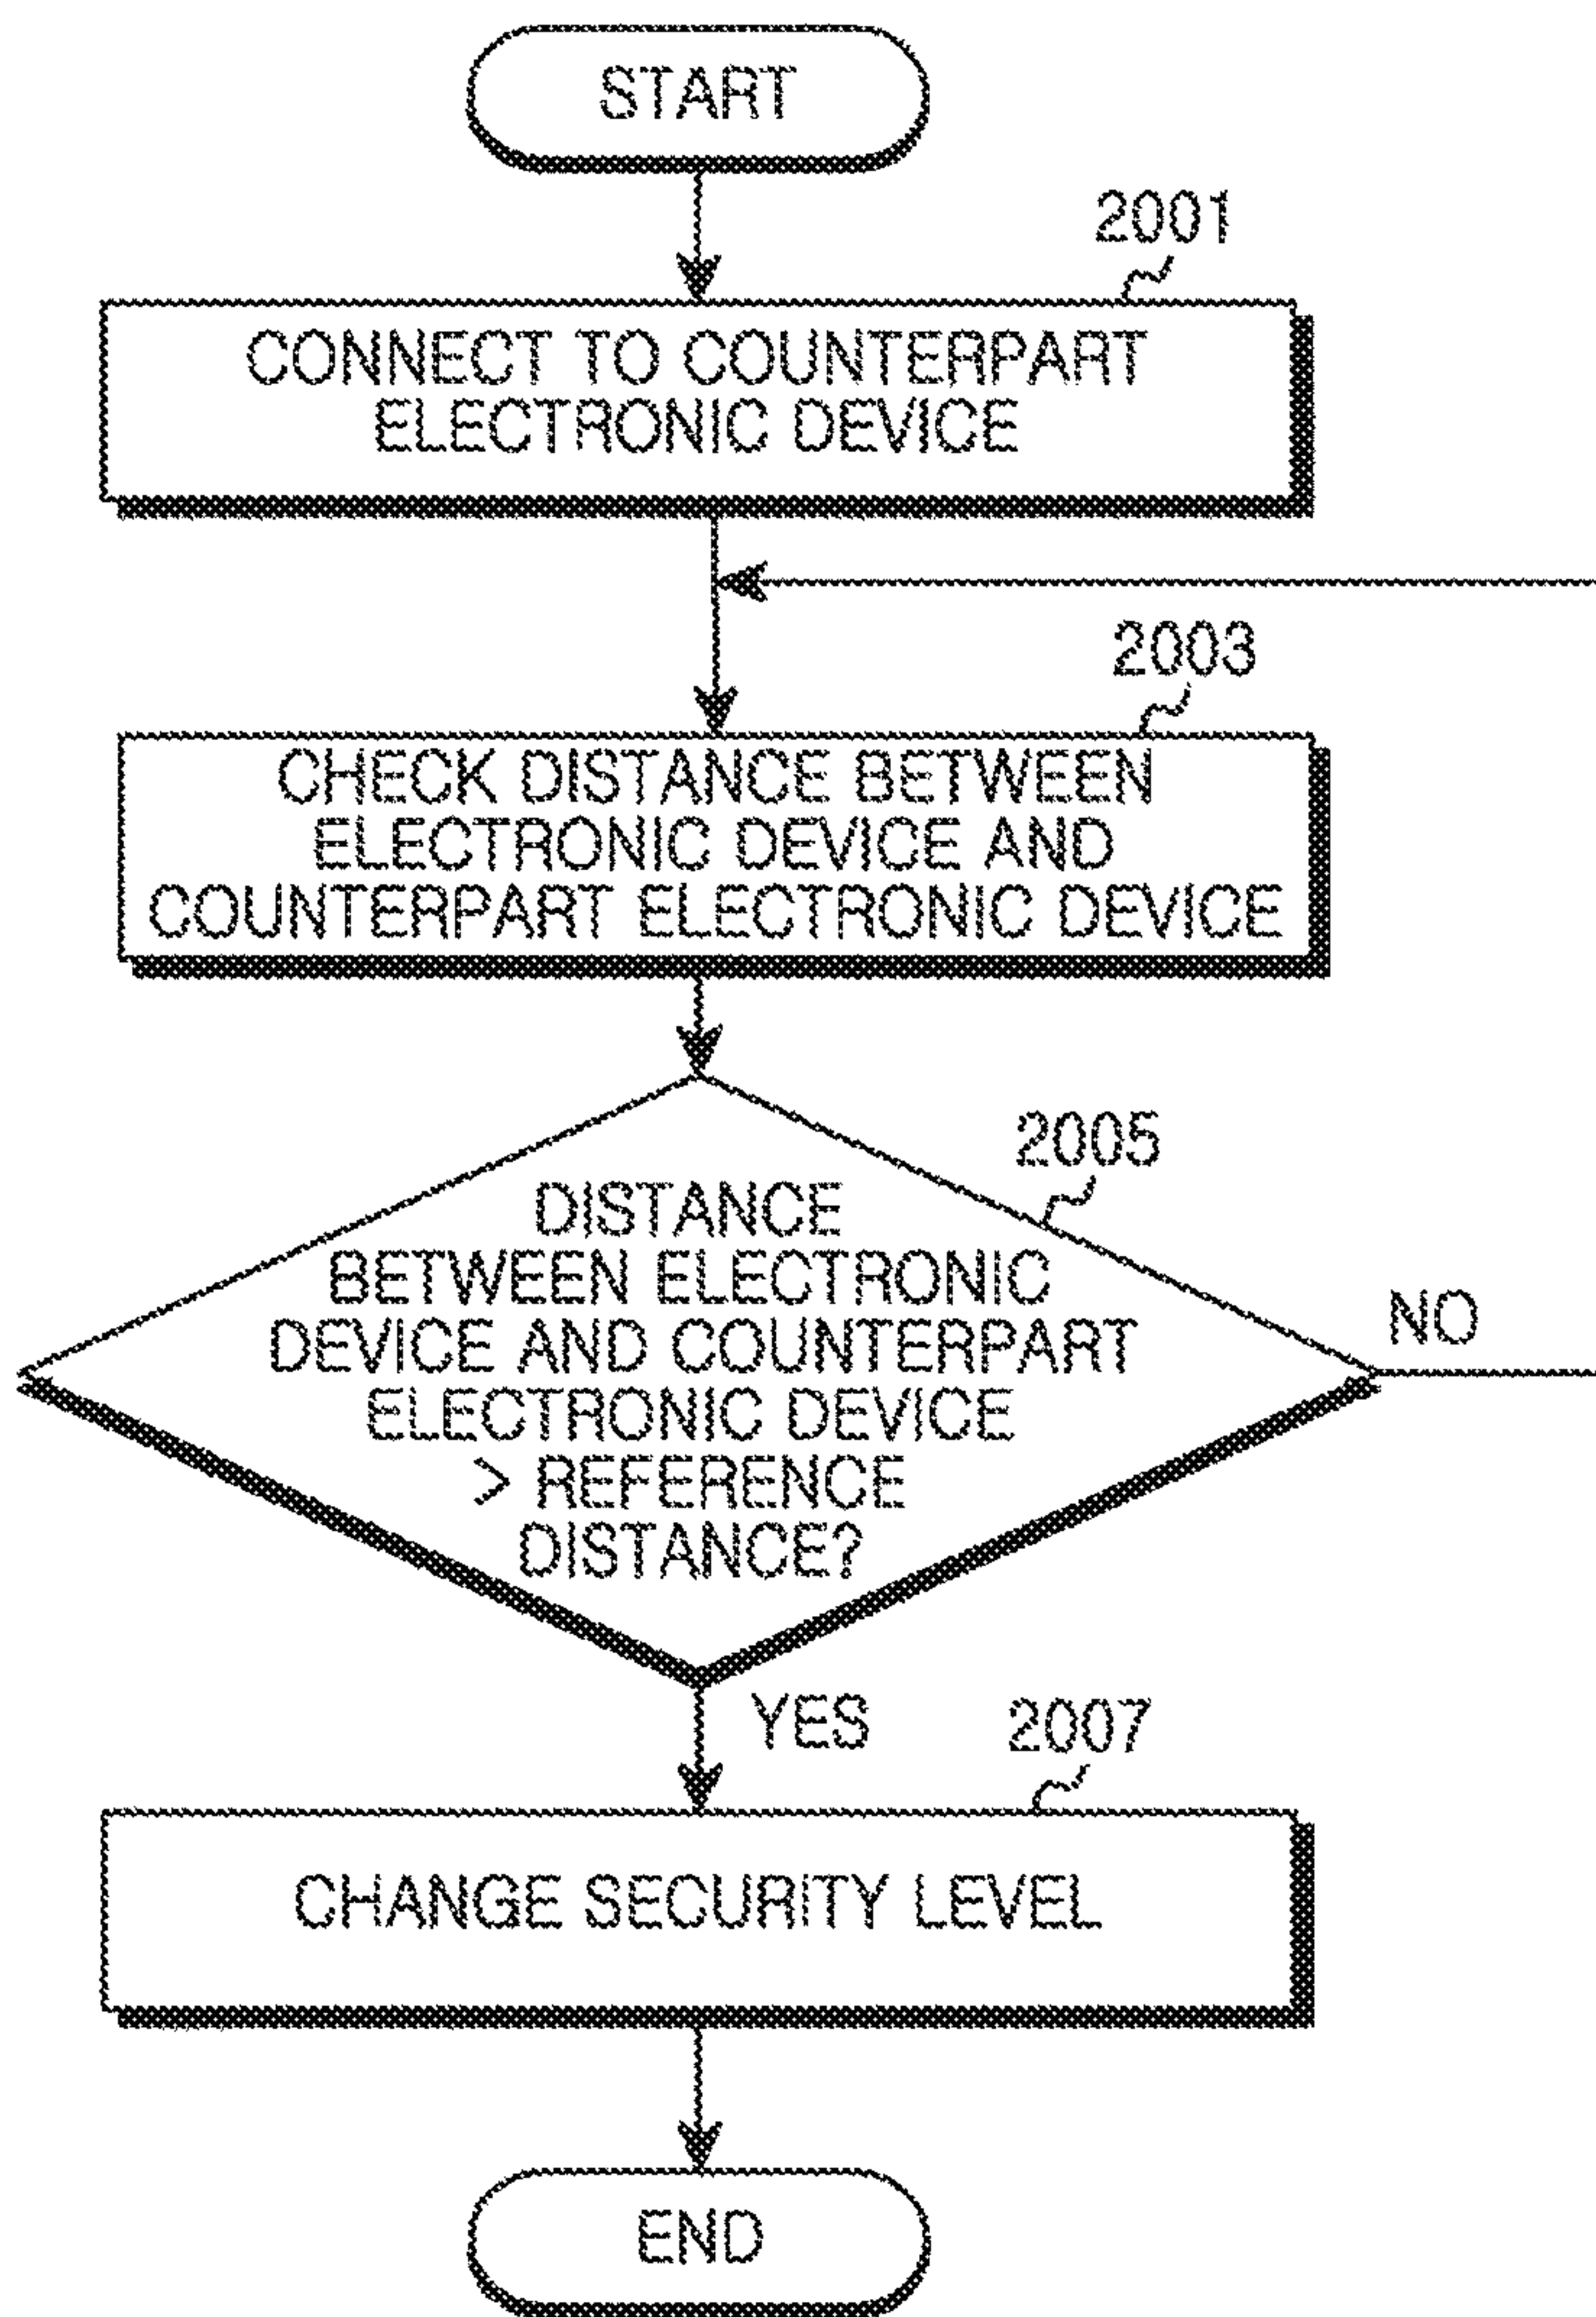 START
2001
CONNECT TO COUNTERPART
ELECTRONIC DEVICE
2003
CHECK DISTANCE BETWEEN
ELECTRONIC DEVICE AND
COUNTERPART ELECTRONIC DEVICE
2005
DISTANCE
BETWEEN ELECTRONIC
DEVICE AND COUNTERPART
ELECTRONIC DEVICE
> REFERENCE
DISTANCE?
NO
YES
2007
CHANGE SECURITY LEVEL
END